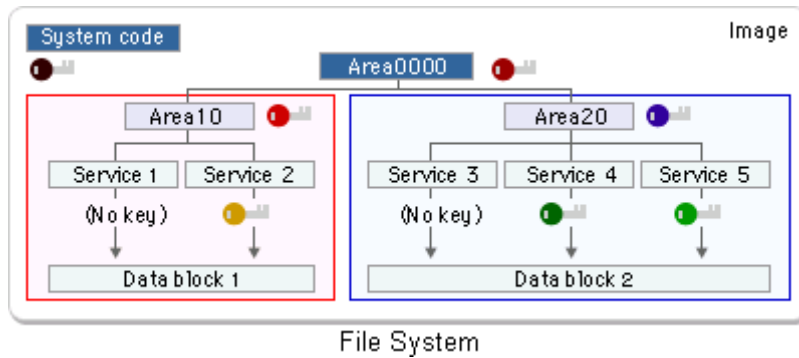 System code
Image
Area0000
Area10
Area20
Service 1
Service 2
Service 3
Service 4
Service 5
(No key)
(No key)
Data block 1
Data block 2
File System